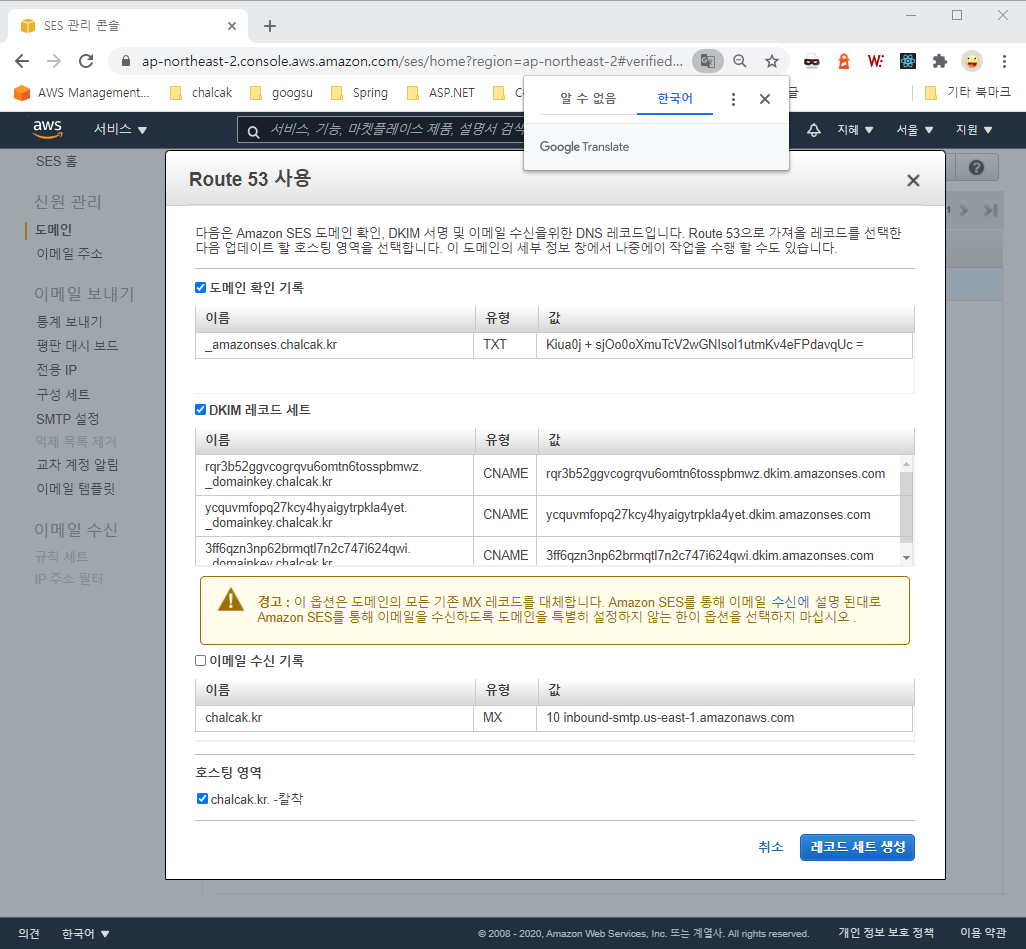 SES 관리 콘솔
ap-northeast-2.console.aws.amazon.com/ses/home?region=ap-northeast-2#verified...
AWS Management... chalcak googsu Spring ASP.NET 기타 북마크
알 수 없음 한국어
Google Translate
aws 서비스 서비스, 기능, 마켓플레이스 제품, 설명서 검색 지혜 서울 지원
SES 홈
신원 관리
도메인
이메일 주소
이메일 보내기
통계 보내기
평판 대시 보드
전용 IP
구성 세트
SMTP 설정
억제 목록 제거
교차 계정 알림
이메일 템플릿
이메일 수신
규칙 세트
IP 주소 필터
Route 53 사용
다음은 Amazon SES 도메인 확인, DKIM 서명 및 이메일 수신을위한 DNS 레코드입니다. Route 53으로 가져올 레코드를 선택한
다음 업데이트 할 호스팅 영역을 선택합니다. 이 도메인의 세부 정보 창에서 나중에이 작업을 수행 할 수도 있습니다.
도메인 확인 기록
이름 유형 값
_amazonses.chalcak.kr TXT Kiua0j + sjOo0oXmuTcV2wGNIsoI1utmKv4eFPdavqUc =
DKIM 레코드 세트
이름 유형 값
rqr3b52ggvcogrqvu6omtn6tosspbmwz.
_domainkey.chalcak.kr CNAME rqr3b52ggvcogrqvu6omtn6tosspbmwz.dkim.amazonses.com
ycquvmfopq27kcy4hyaigytrpkla4yet.
_domainkey.chalcak.kr CNAME ycquvmfopq27kcy4hyaigytrpkla4yet.dkim.amazonses.com
3ff6qzn3np62brmqtl7n2c747i624qwi.
_domainkey.chalcak.kr CNAME 3ff6qzn3np62brmqtl7n2c747i624qwi.dkim.amazonses.com
경고 : 이 옵션은 도메인의 모든 기존 MX 레코드를 대체합니다. Amazon SES를 통해 이메일 수신에 설명 된대로
Amazon SES를 통해 이메일을 수신하도록 도메인을 특별히 설정하지 않는 한이 옵션을 선택하지 마십시오 .
이메일 수신 기록
이름 유형 값
chalcak.kr MX 10 inbound-smtp.us-east-1.amazonaws.com
호스팅 영역
chalcak.kr. -칼착
취소 레코드 세트 생성
의견 한국어 © 2008 - 2020, Amazon Web Services, Inc. 또는 계열사. All rights reserved. 개인 정보 보호 정책 이용 약관